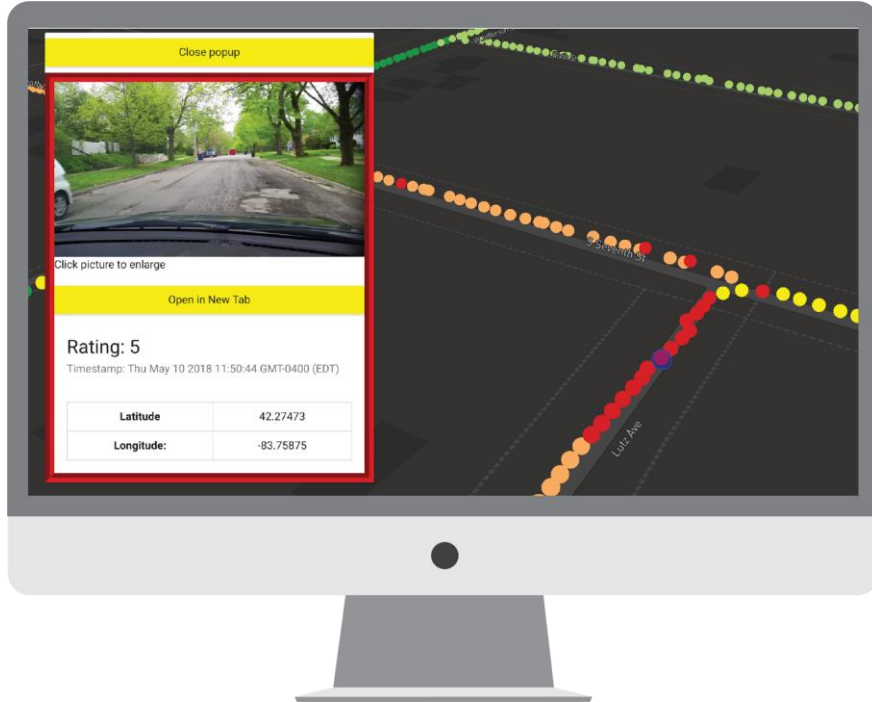 Close popup
Click picture to enlarge
Open in New Tab
Rating: 5
Timestamp: Thu May 10 2018 11:50:44 GMT-0400 (EDT)
Latitude 42.27473
Longitude: -83.75875
S Seventh St
Lutz Ave